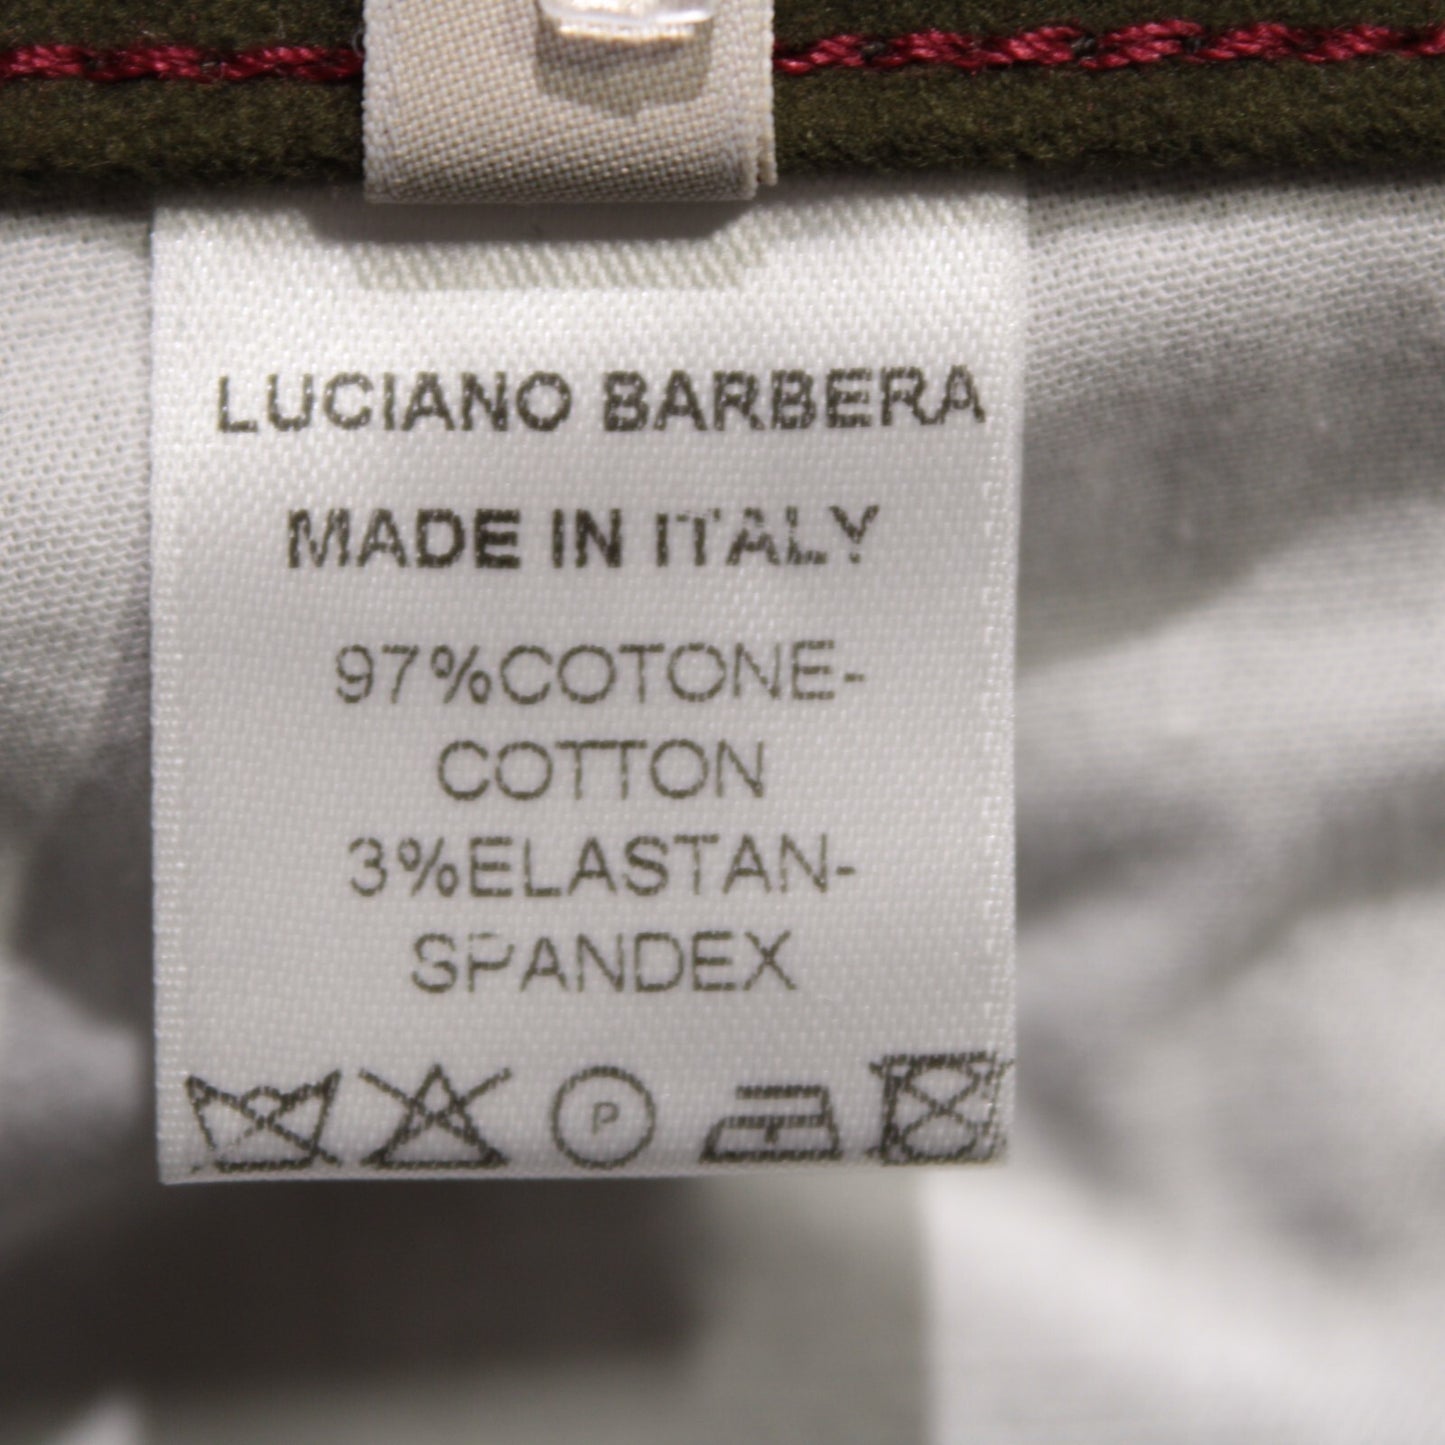 LUCIANO BARBERA
MADE IN ITALY
97%COTONE-
COTTON
3%ELASTAN-
SPANDEX
P